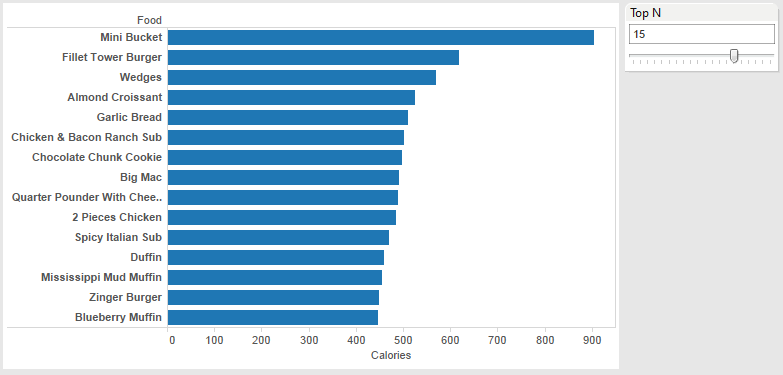 Food
Mini Bucket
Fillet Tower Burger
Wedges
Almond Croissant
Garlic Bread
Chicken & Bacon Ranch Sub
Chocolate Chunk Cookie
Big Mac
Quarter Pounder With Chee..
2 Pieces Chicken
Spicy Italian Sub
Duffin
Mississippi Mud Muffin
Zinger Burger
Blueberry Muffin
0 100 200 300 400 500 600 700 800 900
Calories
Top N
15